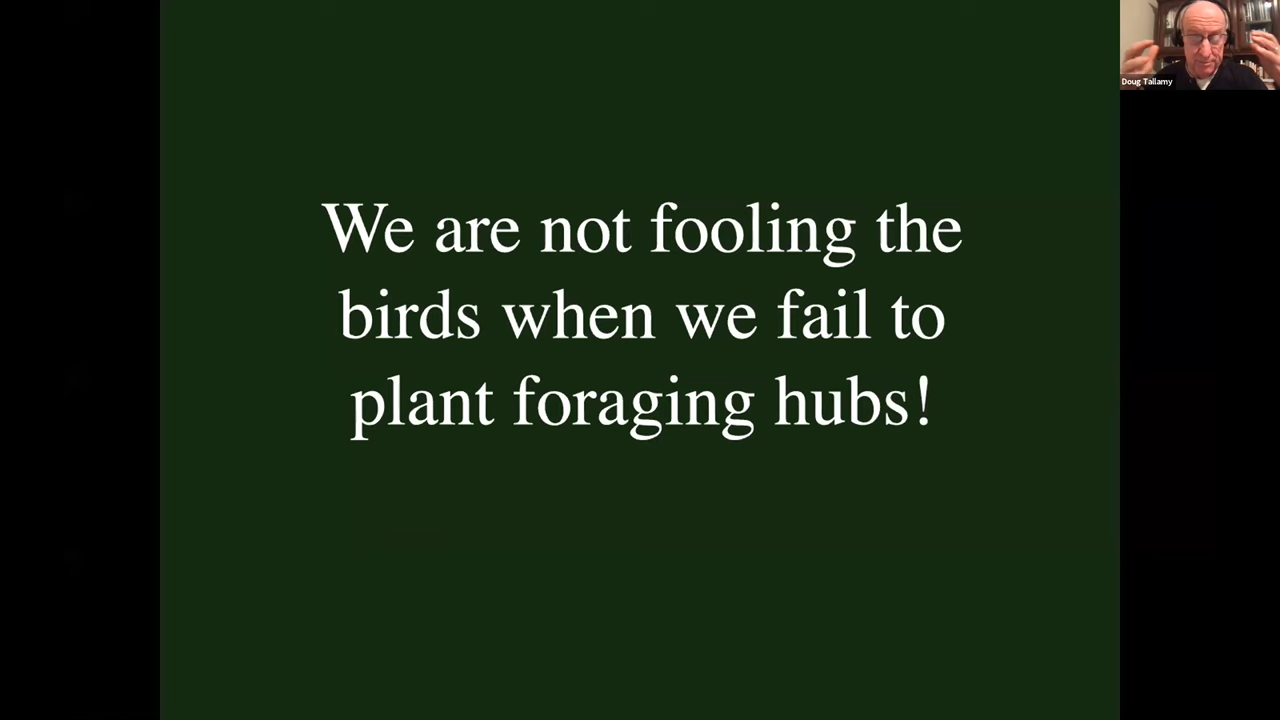 Doug Tallamy
We are not fooling the
birds when we fail to
plant foraging hubs!